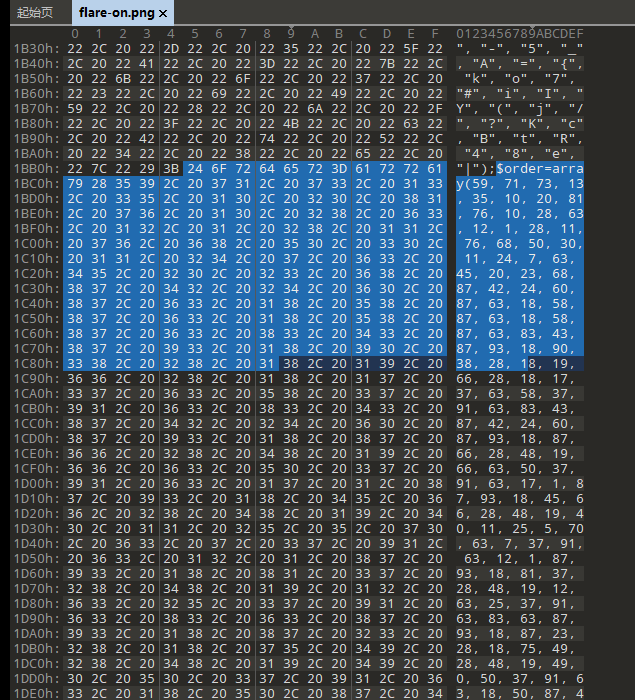 起始页 flare-on.png ×
0 1 2 3 4 5 6 7 8 9 A B C D E F 0123456789ABCDEF
1B30h: 22 2C 20 22 2D 22 2C 20 22 35 22 2C 20 22 5F 22 ", "-", "5", "_"
1B40h: 2C 20 22 41 22 2C 20 22 3D 22 2C 20 22 7B 22 2C , "A", "=", "{",
1B50h: 20 22 6B 22 2C 20 22 6F 22 2C 20 22 37 22 2C 20 "k", "o", "7",
1B60h: 22 23 22 2C 20 22 69 22 2C 20 22 49 22 2C 20 22 "#", "i", "I", "
1B70h: 59 22 2C 20 22 28 22 2C 20 22 6A 22 2C 20 22 2F Y", "(", "j", "/
1B80h: 22 2C 20 22 3F 22 2C 20 22 4B 22 2C 20 22 63 22 ", "?", "K", "c"
1B90h: 2C 20 22 42 22 2C 20 22 74 22 2C 20 22 52 22 2C , "B", "t", "R",
1BA0h: 20 22 34 22 2C 20 22 38 22 2C 20 22 65 22 2C 20 "4", "8", "e",
1BB0h: 22 7C 22 29 3B 24 6F 72 64 65 72 3D 61 72 72 61 "|");$order=arra
1BC0h: 79 28 35 39 2C 20 37 31 2C 20 37 33 2C 20 31 33 y(59, 71, 73, 13
1BD0h: 2C 20 33 35 2C 20 31 30 2C 20 32 30 2C 20 38 31 , 35, 10, 20, 81
1BE0h: 2C 20 37 36 2C 20 31 30 2C 20 32 38 2C 20 36 33 , 76, 10, 28, 63
1BF0h: 2C 20 31 32 2C 20 31 2C 20 32 38 2C 20 31 31 2C , 12, 1, 28, 11,
1C00h: 20 37 36 2C 20 36 38 2C 20 35 30 2C 20 33 30 2C 76, 68, 50, 30,
1C10h: 20 31 31 2C 20 32 34 2C 20 37 2C 20 36 33 2C 20 11, 24, 7, 63,
1C20h: 34 35 2C 20 32 30 2C 20 32 33 2C 20 36 38 2C 20 45, 20, 23, 68,
1C30h: 38 37 2C 20 34 32 2C 20 32 34 2C 20 36 30 2C 20 87, 42, 24, 60,
1C40h: 38 37 2C 20 36 33 2C 20 31 38 2C 20 35 38 2C 20 87, 63, 18, 58,
1C50h: 38 37 2C 20 36 33 2C 20 31 38 2C 20 35 38 2C 20 87, 63, 18, 58,
1C60h: 38 37 2C 20 36 33 2C 20 38 33 2C 20 34 33 2C 20 87, 63, 83, 43,
1C70h: 38 37 2C 20 39 33 2C 20 31 38 2C 20 39 30 2C 20 87, 93, 18, 90,
1C80h: 33 38 2C 20 32 38 2C 20 31 38 2C 20 31 39 2C 20 38, 28, 18, 19,
1C90h: 36 36 2C 20 32 38 2C 20 31 38 2C 20 31 37 2C 20 66, 28, 18, 17,
1CA0h: 33 37 2C 20 36 33 2C 20 35 38 2C 20 33 37 2C 20 37, 63, 58, 37,
1CB0h: 39 31 2C 20 36 33 2C 20 38 33 2C 20 34 33 2C 20 91, 63, 83, 43,
1CC0h: 38 37 2C 20 34 32 2C 20 32 34 2C 20 36 30 2C 20 87, 42, 24, 60,
1CD0h: 38 37 2C 20 39 33 2C 20 31 38 2C 20 38 37 2C 20 87, 93, 18, 87,
1CE0h: 36 36 2C 20 32 38 2C 20 34 38 2C 20 31 39 2C 20 66, 28, 48, 19,
1CF0h: 36 36 2C 20 36 33 2C 20 35 30 2C 20 33 37 2C 20 66, 63, 50, 37,
1D00h: 39 31 2C 20 36 33 2C 20 31 37 2C 20 31 2C 20 38 91, 63, 17, 1, 8
1D10h: 37 2C 20 39 33 2C 20 31 38 2C 20 34 35 2C 20 36 7, 93, 18, 45, 6
1D20h: 36 2C 20 32 38 2C 20 34 38 2C 20 31 39 2C 20 34 6, 28, 48, 19, 4
1D30h: 30 2C 20 31 31 2C 20 32 35 2C 20 35 2C 20 37 30 0, 11, 25, 5, 70
1D40h: 2C 20 36 33 2C 20 37 2C 20 33 37 2C 20 39 31 2C , 63, 7, 37, 91,
1D50h: 20 36 33 2C 20 31 32 2C 20 31 2C 20 38 37 2C 20 63, 12, 1, 87,
1D60h: 39 33 2C 20 31 38 2C 20 38 31 2C 20 33 37 2C 20 93, 18, 81, 37,
1D70h: 32 38 2C 20 34 38 2C 20 31 39 2C 20 31 32 2C 20 28, 48, 19, 12,
1D80h: 36 33 2C 20 32 35 2C 20 33 37 2C 20 39 31 2C 20 63, 25, 37, 91,
1D90h: 36 33 2C 20 38 33 2C 20 36 33 2C 20 38 37 2C 20 63, 83, 63, 87,
1DA0h: 39 33 2C 20 31 38 2C 20 38 37 2C 20 32 33 2C 20 93, 18, 87, 23,
1DB0h: 32 38 2C 20 31 38 2C 20 37 35 2C 20 34 39 2C 20 28, 18, 75, 49,
1DC0h: 32 38 2C 20 34 38 2C 20 31 39 2C 20 34 39 2C 20 28, 48, 19, 49,
1DD0h: 30 2C 20 35 30 2C 20 33 37 2C 20 39 31 2C 20 36 0, 50, 37, 91, 6
1DE0h: 33 2C 20 31 38 2C 20 35 30 2C 20 38 37 2C 20 34 3, 18, 50, 87, 4